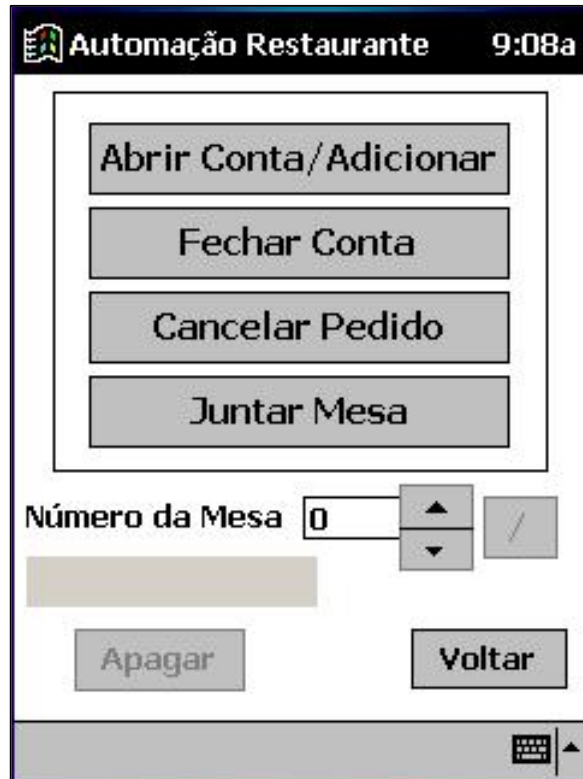 Automação Restaurante 9:08a
Abrir Conta/Adicionar
Fechar Conta
Cancelar Pedido
Juntar Mesa
Número da Mesa 0 /
Apagar Voltar